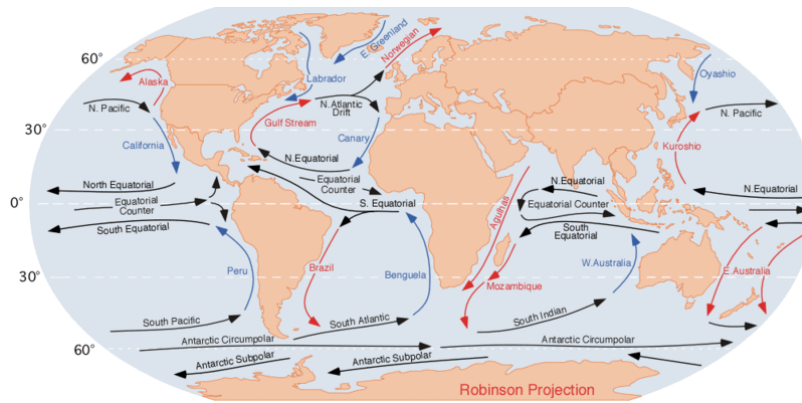 60°
30°
0°
30°
60°
Alaska
N. Pacific
California
North Equatorial
Equatorial
Counter
South Equatorial
Peru
South Pacific
Antarctic Circumpolar
Antarctic Subpolar
Labrador
E. Greenland
Norwegian
Gulf Stream
N. Atlantic
Drift
Canary
N. Equatorial
Equatorial
Counter
S. Equatorial
Brazil
Benguela
South Atlantic
Antarctic Subpolar
Agulhas
Mozambique
N. Equatorial
Equatorial Counter
South
Equatorial
W. Australia
South Indian
Antarctic Circumpolar
Oyashio
N. Pacific
Kuroshio
N. Equatorial
E. Australia
Robinson Projection